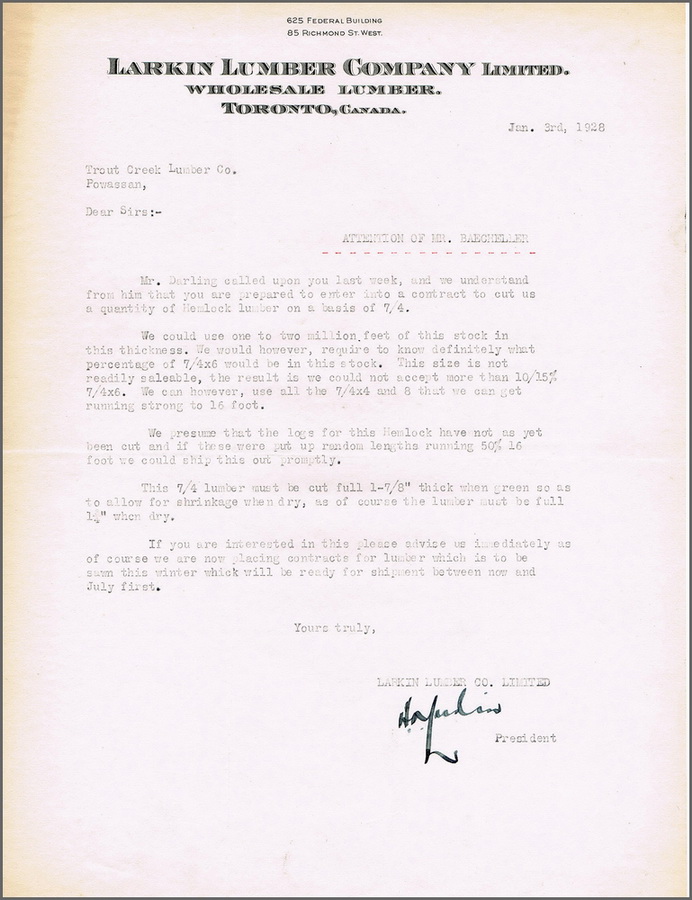 625 FEDERAL BUILDING
85 RICHMOND ST. WEST.
LARKIN LUMBER COMPANY LIMITED.
WHOLESALE LUMBER.
TORONTO, CANADA.
Jan. 3rd, 1928
Trout Creek Lumber Co.
Powassan,
Dear Sirs:-
ATTENTION OF MR. BAECHELLER
Mr. Darling called upon you last week, and we understand
from him that you are prepared to enter into a contract to cut us
a quantity of Hemlock lumber on a basis of 7/4.
We could use one to two million feet of this stock in
this thickness. We would however, require to know definitely what
percentage of 7/4x6 would be in this stock. This size is not
readily saleable, the result is we could not accept more than 10/15%
7/4x6. We can however, use all the 7/4x4 and 8 that we can get
running strong to 16 foot.
We presume that the logs for this Hemlock have not as yet
been cut and if these were put up random lengths running 50% 16
foot we could ship this out promptly.
This 7/4 lumber must be cut full 1-7/8" thick when green so as
to allow for shrinkage when dry, as of course the lumber must be full
when dry.
If you are interested in this please advise us immediately as
of course we are now placing contracts for lumber which is to be
sawn this winter which will be ready for shipment between now and
July first.
Yours truly,
LARKIN LUMBER CO. LIMITED
President